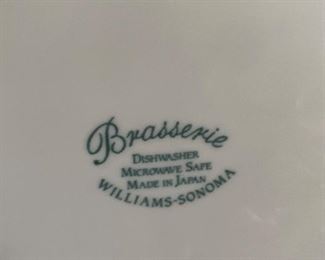 Brasserie
DISHWASHER
MICROWAVE SAFE
MADE IN JAPAN
WILLIAMS-SONOMA